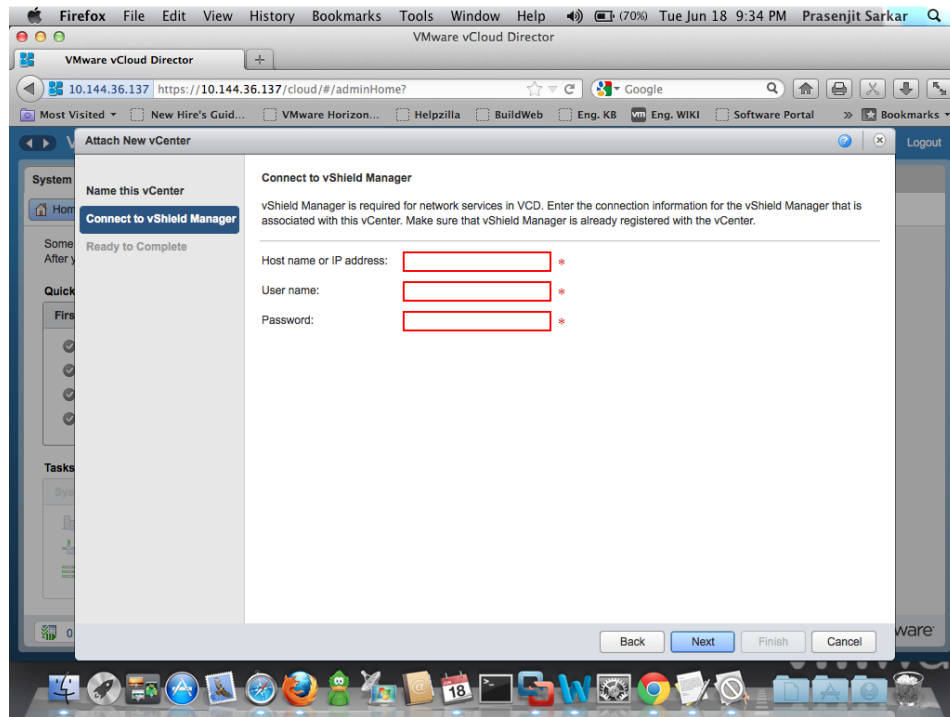 Firefox File Edit View History Bookmarks Tools Window Help (70%) Tue Jun 18 9:34 PM Prasenjit Sarkar
VMware vCloud Director
VMware vCloud Director
10.144.36.137 https://10.144.36.137/cloud/#/adminHome? Google
Most Visited New Hire's Guid... VMware Horizon... Helpzilla BuildWeb Eng. KB vm Eng. WIKI Software Portal » Bookmarks
Attach New vCenter ? Logout
System
Name this vCenter
Connect to vShield Manager
Ready to Complete
Connect to vShield Manager
vShield Manager is required for network services in VCD. Enter the connection information for the vShield Manager that is
associated with this vCenter. Make sure that vShield Manager is already registered with the vCenter.
Host name or IP address: *
User name: *
Password: *
Hom
Some
After y
Quick
Firs
Tasks
Sys
0
Back Next Finish Cancel
ware
18